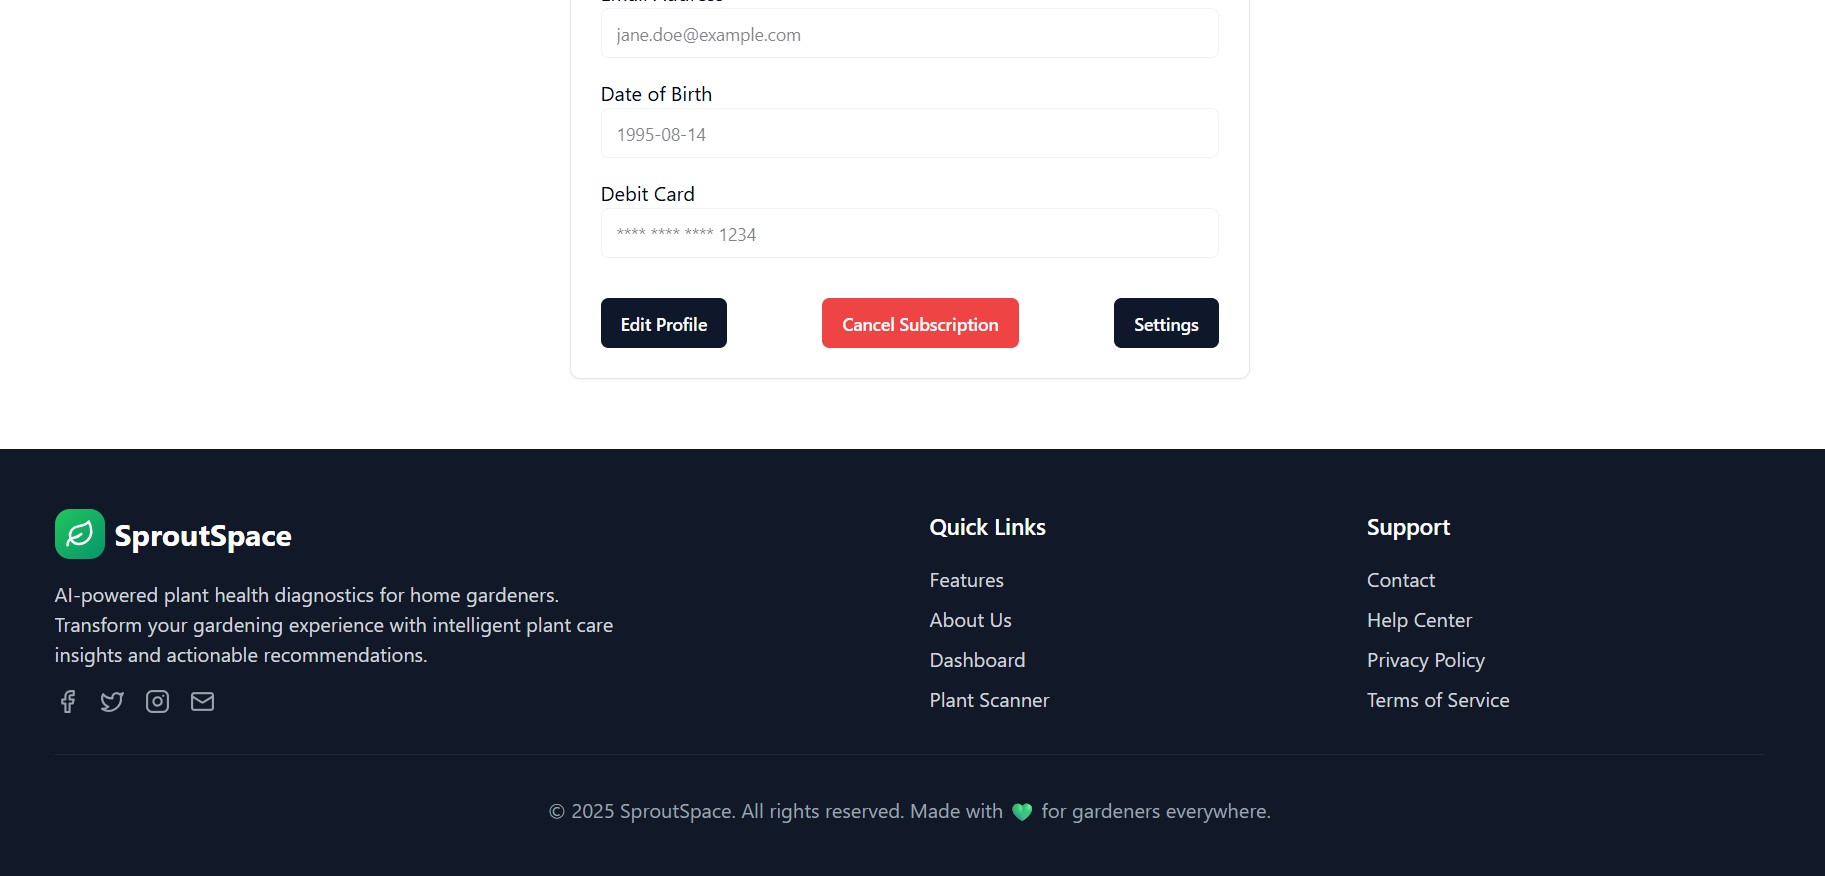 Email Address
jane.doe@example.com
Date of Birth
1995-08-14
Debit Card
**** **** **** 1234
Edit Profile
Cancel Subscription
Settings
SproutSpace
AI-powered plant health diagnostics for home gardeners.
Transform your gardening experience with intelligent plant care
insights and actionable recommendations.
Quick Links
Features
About Us
Dashboard
Plant Scanner
Support
Contact
Help Center
Privacy Policy
Terms of Service
© 2025 SproutSpace. All rights reserved. Made with 💚 for gardeners everywhere.